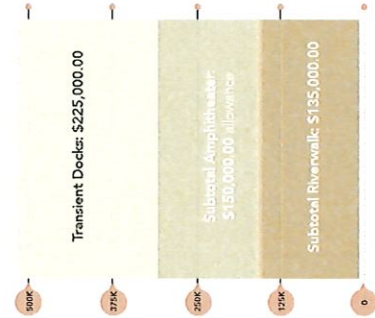 500K
375K
250K
125K
0
Transient Docks: $225,000.00
Subtotal Amphitheater:
$150,000.00 allowance
Subtotal Riverwalk: $135,000.00